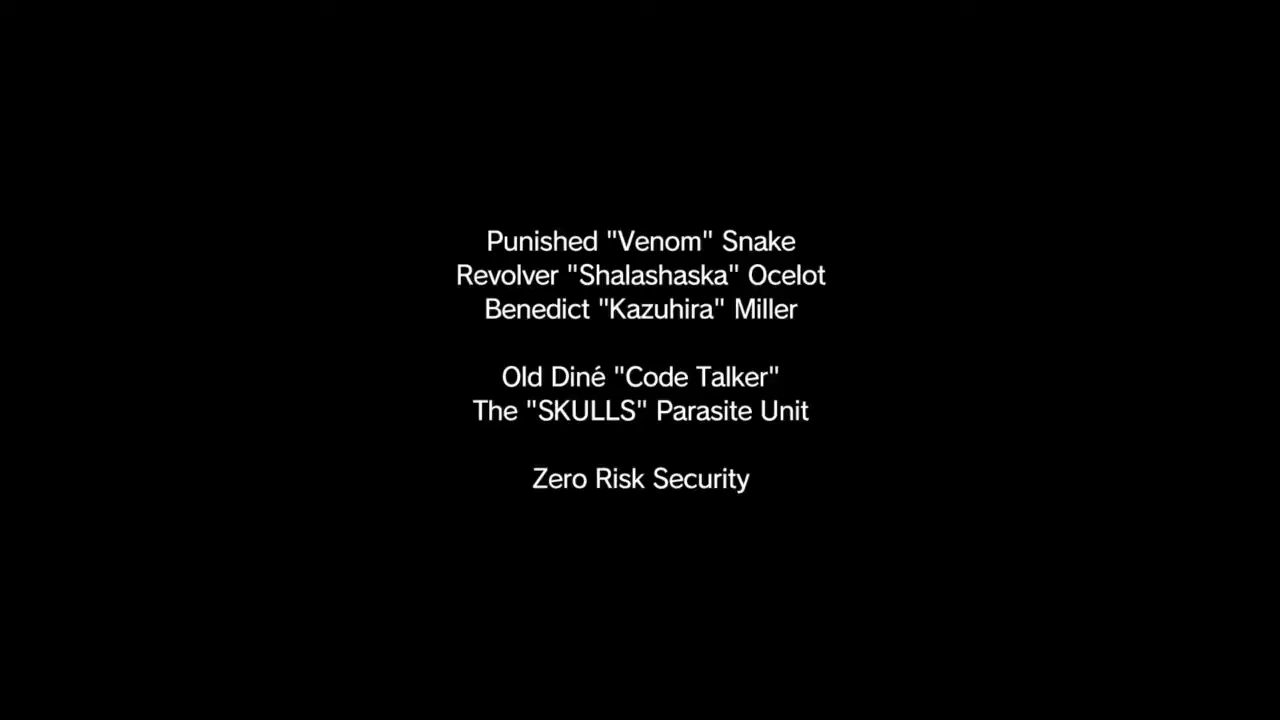 Punished "Venom" Snake
Revolver "Shalashaska" Ocelot
Benedict "Kazuhira" Miller
Old Diné "Code Talker"
The "SKULLS" Parasite Unit
Zero Risk Security